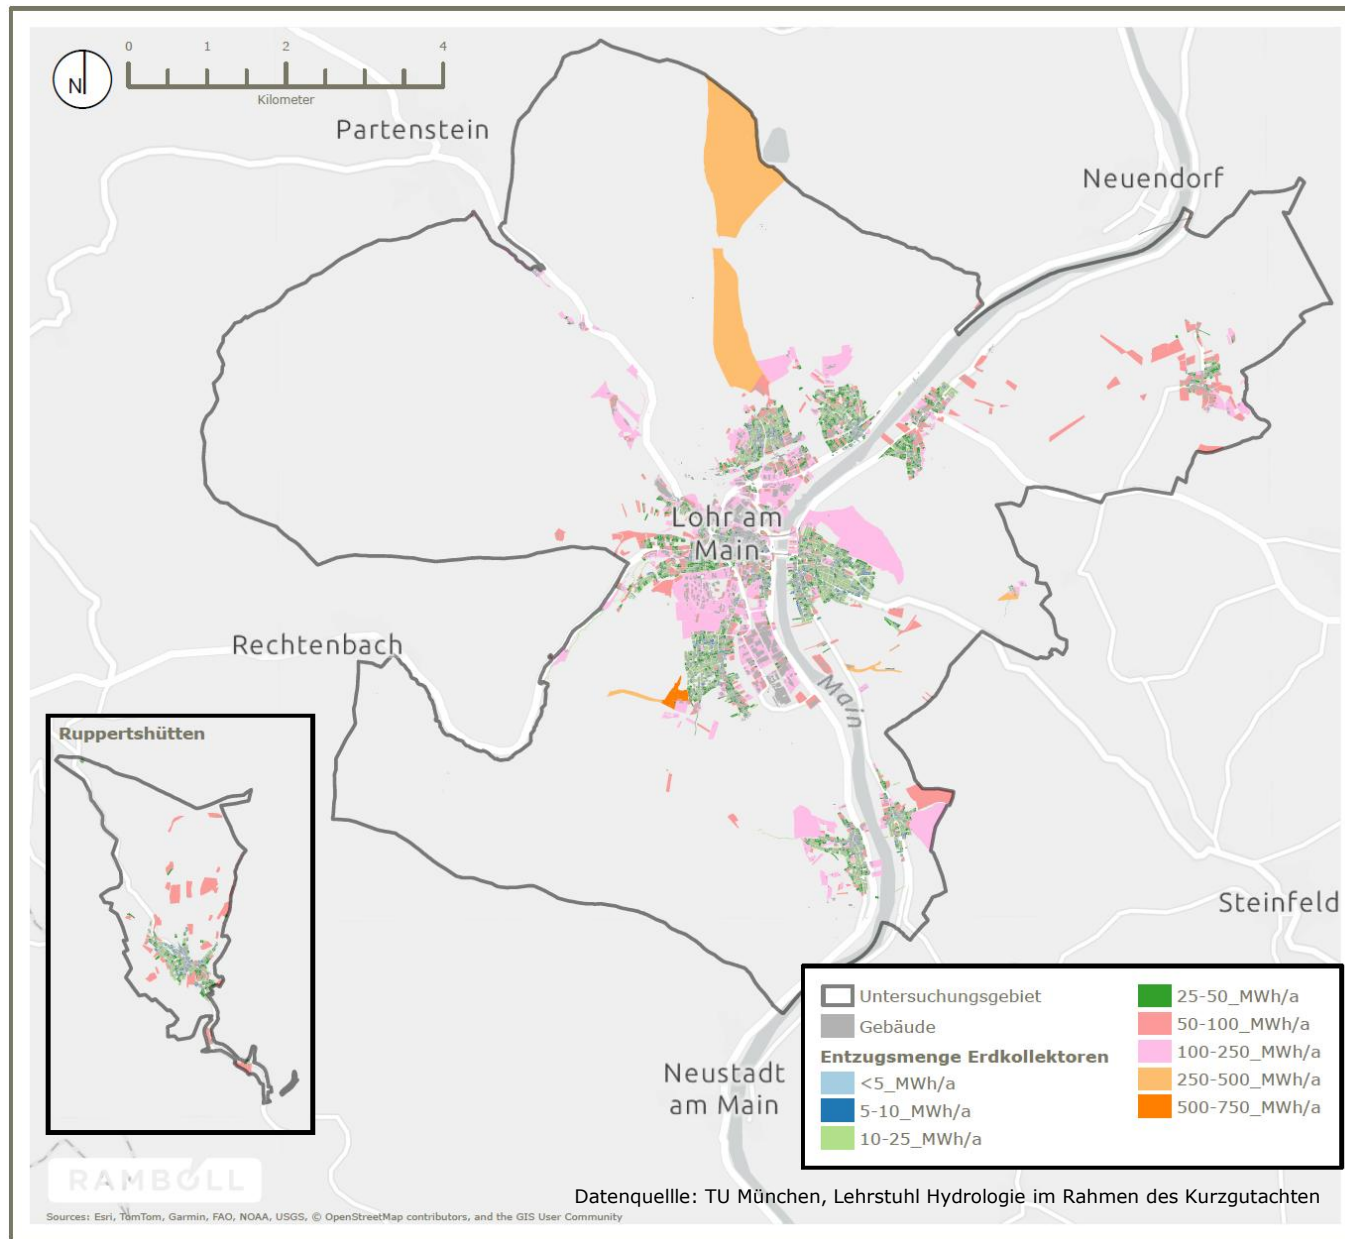 0 1 2 4
Kilometer
N
Partenstein
Neuendorf
Lohr am
Main
Rechtenbach
Main
Ruppertshütten
Steinfeld
Neustadt
am Main
Untersuchungsgebiet
Gebäude
Entzugsmenge Erdkollektoren
<5_MWh/a
5-10_MWh/a
10-25_MWh/a
25-50_MWh/a
50-100_MWh/a
100-250_MWh/a
250-500_MWh/a
500-750_MWh/a
RAMBOLL
Datenquellle: TU München, Lehrstuhl Hydrologie im Rahmen des Kurzgutachten
Sources: Esri, TomTom, Garmin, FAO, NOAA, USGS, © OpenStreetMap contributors, and the GIS User Community